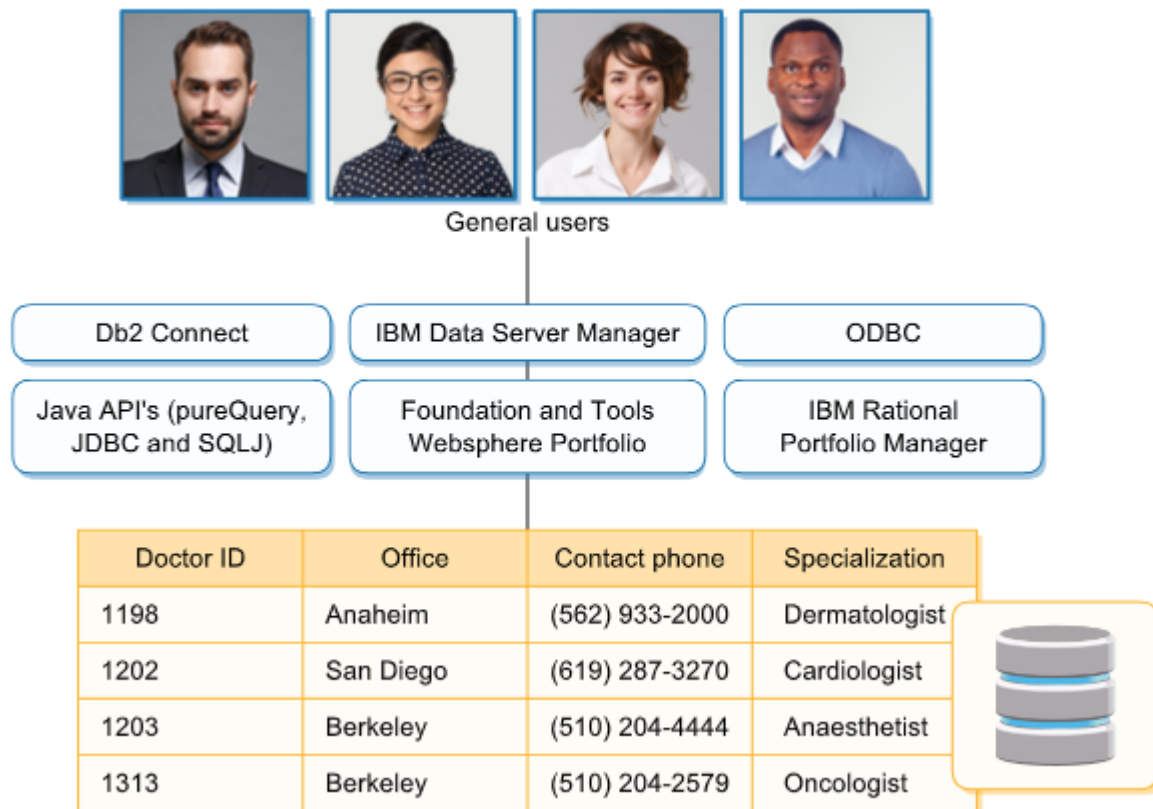 General users
Db2 Connect
IBM Data Server Manager
ODBC
Java API's (pureQuery,
JDBC and SQLJ)
Foundation and Tools
Websphere Portfolio
IBM Rational
Portfolio Manager
Doctor ID Office Contact phone Specialization
1198 Anaheim (562) 933-2000 Dermatologist
1202 San Diego (619) 287-3270 Cardiologist
1203 Berkeley (510) 204-4444 Anaesthetist
1313 Berkeley (510) 204-2579 Oncologist